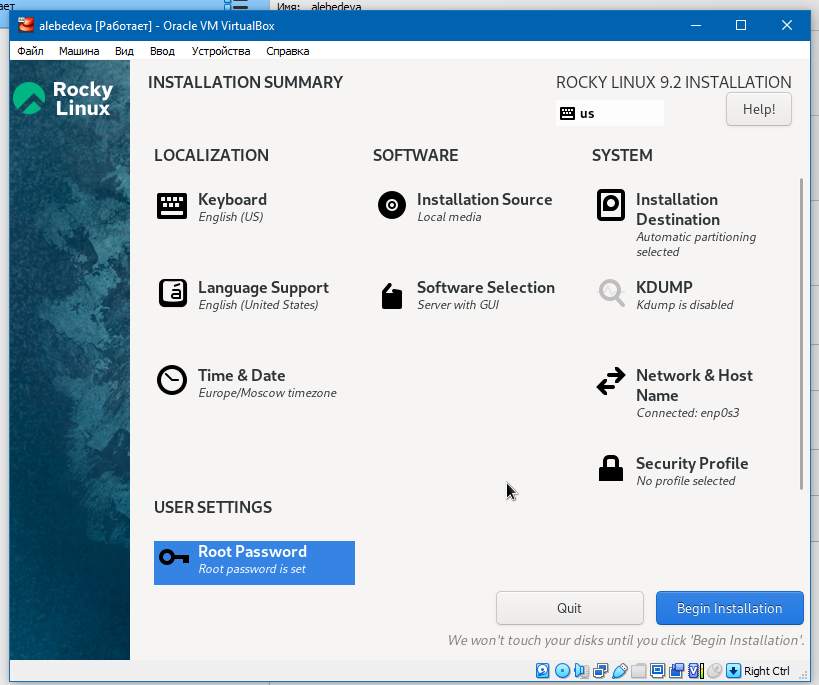 ает
Имя: alebedeva
alebedeva [Работает] - Oracle VM VirtualBox
Файл Машина Вид Ввод Устройства Справка
Rocky
Linux
INSTALLATION SUMMARY
ROCKY LINUX 9.2 INSTALLATION
us
Help!
LOCALIZATION
Keyboard
English (US)
Language Support
English (United States)
Time & Date
Europe/Moscow timezone
SOFTWARE
Installation Source
Local media
Software Selection
Server with GUI
SYSTEM
Installation
Destination
Automatic partitioning
selected
KDUMP
Kdump is disabled
Network & Host
Name
Connected: enp0s3
Security Profile
No profile selected
USER SETTINGS
Root Password
Root password is set
Quit
Begin Installation
We won't touch your disks until you click 'Begin Installation'.
Right Ctrl